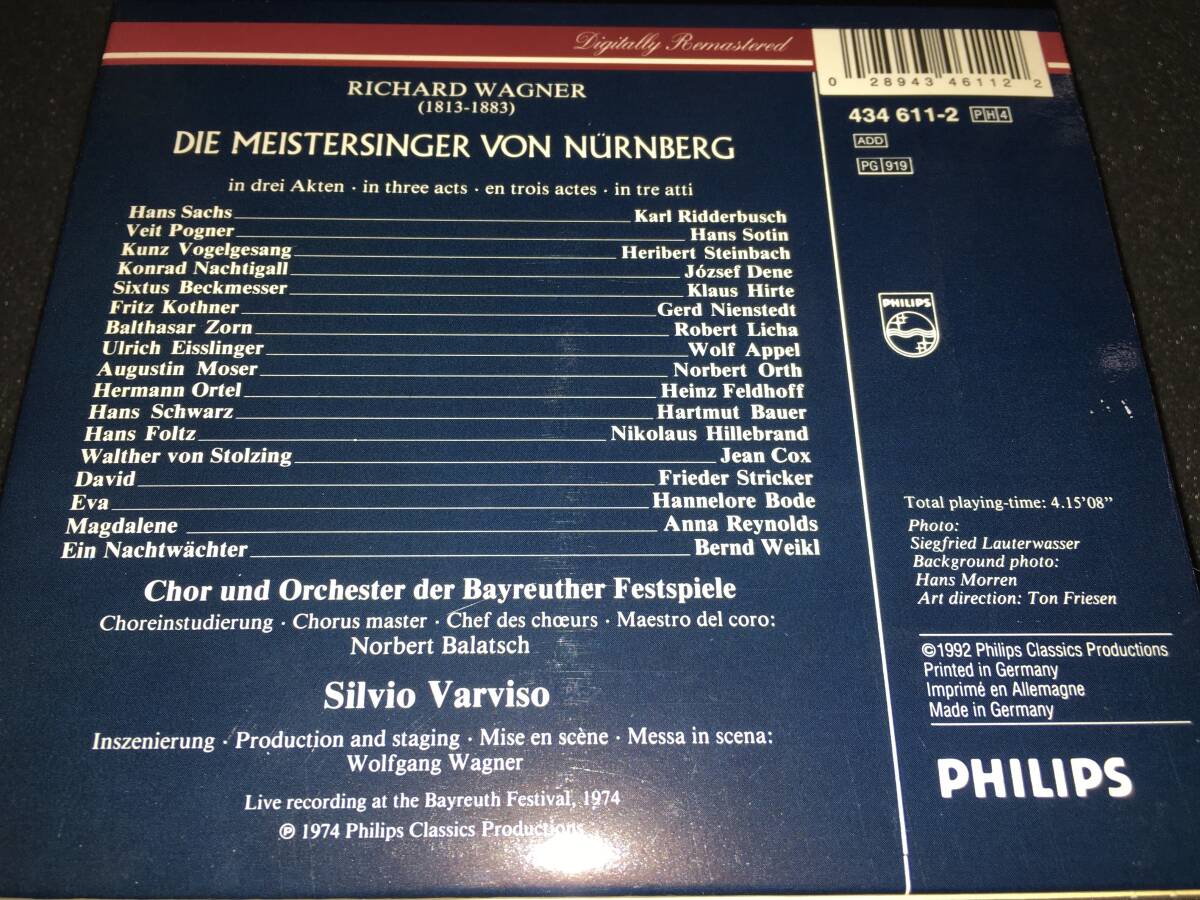 Digitally Remastered
RICHARD WAGNER
(1813-1883)
DIE MEISTERSINGER VON NÜRNBERG
in drei Akten · in three acts · en trois actes · in tre atti
Hans Sachs Karl Ridderbusch
Veit Pogner Hans Sotin
Kunz Vogelgesang Heribert Steinbach
Konrad Nachtigall József Dene
Sixtus Beckmesser Klaus Hirte
Fritz Kothner Gerd Nienstedt
Balthasar Zorn Robert Licha
Ulrich Eisslinger Wolf Appel
Augustin Moser Norbert Orth
Hermann Ortel Heinz Feldhoff
Hans Schwarz Hartmut Bauer
Hans Foltz Nikolaus Hillebrand
Walther von Stolzing Jean Cox
David Frieder Stricker
Eva Hannelore Bode
Magdalene Anna Reynolds
Ein Nachtwächter Bernd Weikl
Chor und Orchester der Bayreuther Festspiele
Choreinstudierung · Chorus master · Chef des chœurs · Maestro del coro:
Norbert Balatsch
Silvio Varviso
Inszenierung · Production and staging · Mise en scène · Messa in scena:
Wolfgang Wagner
Live recording at the Bayreuth Festival, 1974
℗ 1974 Philips Classics Productions
0 28943 46112 2
434 611-2 PH4
ADD
PG 919
PHILIPS
Total playing-time: 4.15'08"
Photo:
Siegfried Lauterwasser
Background photo:
Hans Morren
Art direction: Ton Friesen
©1992 Philips Classics Productions
Printed in Germany
Imprimé en Allemagne
Made in Germany
PHILIPS